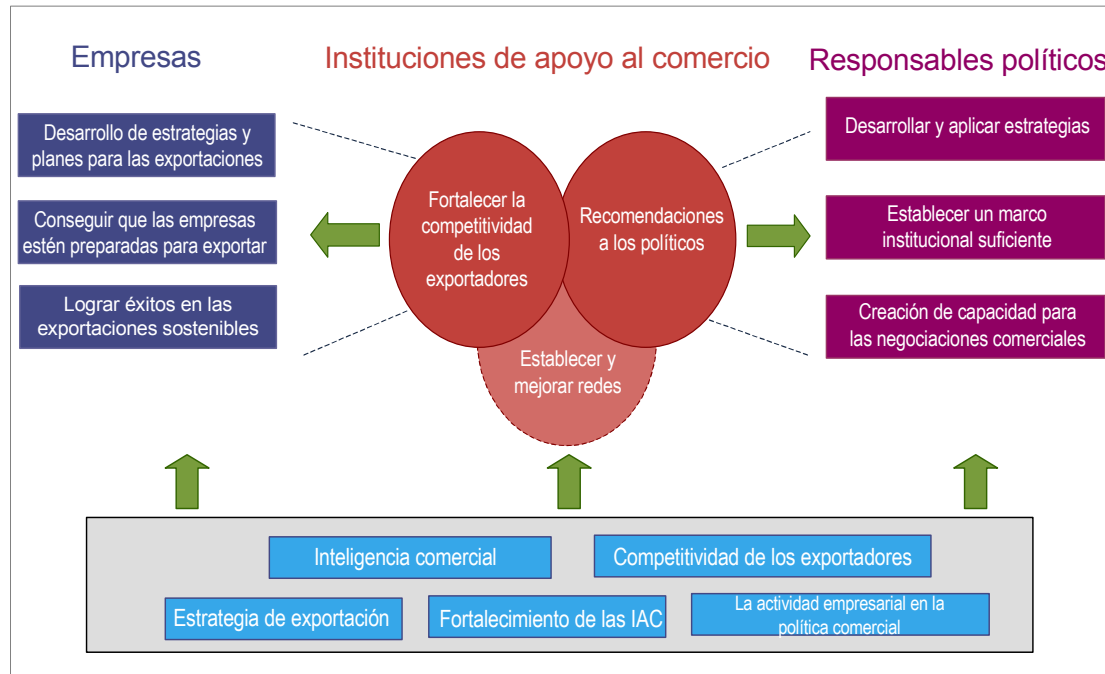 Empresas
Instituciones de apoyo al comercio
Responsables políticos
Desarrollo de estrategias y
planes para las exportaciones
Conseguir que las empresas
estén preparadas para exportar
Lograr éxitos en las
exportaciones sostenibles
Fortalecer la
competitividad
de los
exportadores
Recomendaciones
a los políticos
Establecer y
mejorar redes
Desarrollar y aplicar estrategias
Establecer un marco
institucional suficiente
Creación de capacidad para
las negociaciones comerciales
Inteligencia comercial
Competitividad de los exportadores
Estrategia de exportación
Fortalecimiento de las IAC
La actividad empresarial en la
política comercial